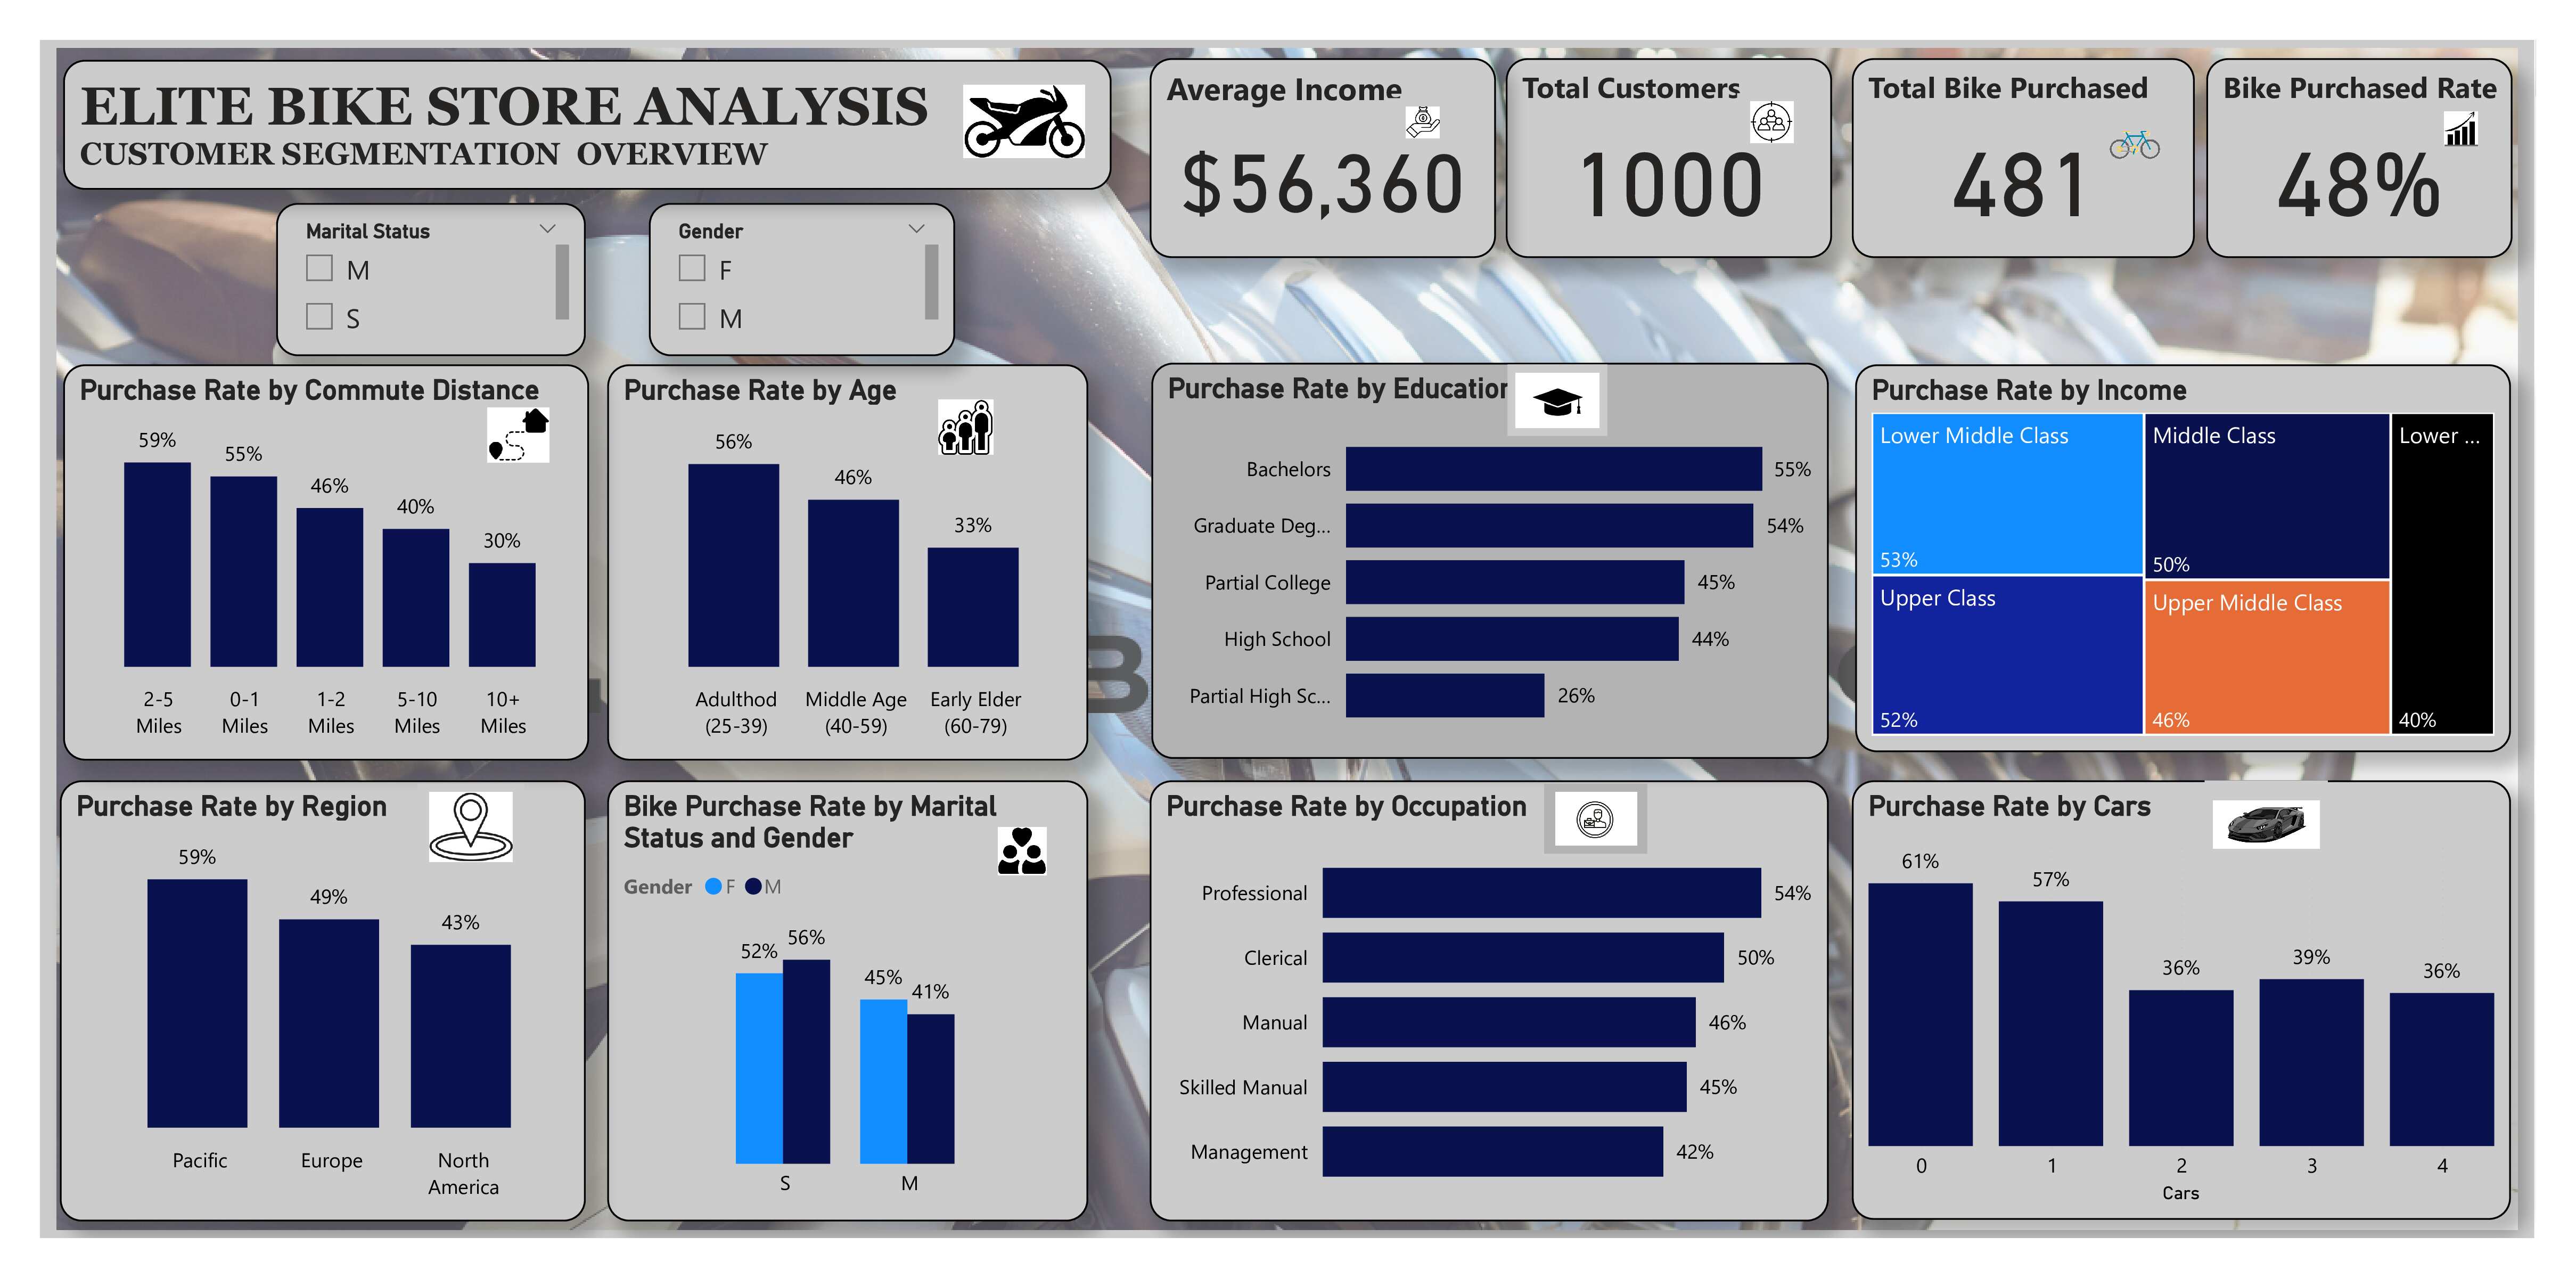 ELITE BIKE STORE ANALYSIS
CUSTOMER SEGMENTATION OVERVIEW
Average Income
$56,360
Total Customers
1000
Total Bike Purchased
481
Bike Purchased Rate
48%
Marital Status
M
S
Gender
F
M
Purchase Rate by Commute Distance
59%
55%
46%
40%
30%
2-5
Miles
0-1
Miles
1-2
Miles
5-10
Miles
10+
Miles
Purchase Rate by Age
56%
46%
33%
Adulthod
(25-39)
Middle Age
(40-59)
Early Elder
(60-79)
Purchase Rate by Education
Bachelors
55%
Graduate Deg...
54%
Partial College
45%
High School
44%
Partial High Sc...
26%
Purchase Rate by Income
Lower Middle Class
53%
Upper Class
52%
Middle Class
50%
Upper Middle Class
46%
Lower ...
40%
Purchase Rate by Region
59%
49%
43%
Pacific
Europe
North
America
Bike Purchase Rate by Marital
Status and Gender
Gender F M
52%
56%
45%
41%
S
M
Purchase Rate by Occupation
Professional
54%
Clerical
50%
Manual
46%
Skilled Manual
45%
Management
42%
Purchase Rate by Cars
61%
57%
36%
39%
36%
0
1
2
3
4
Cars
B